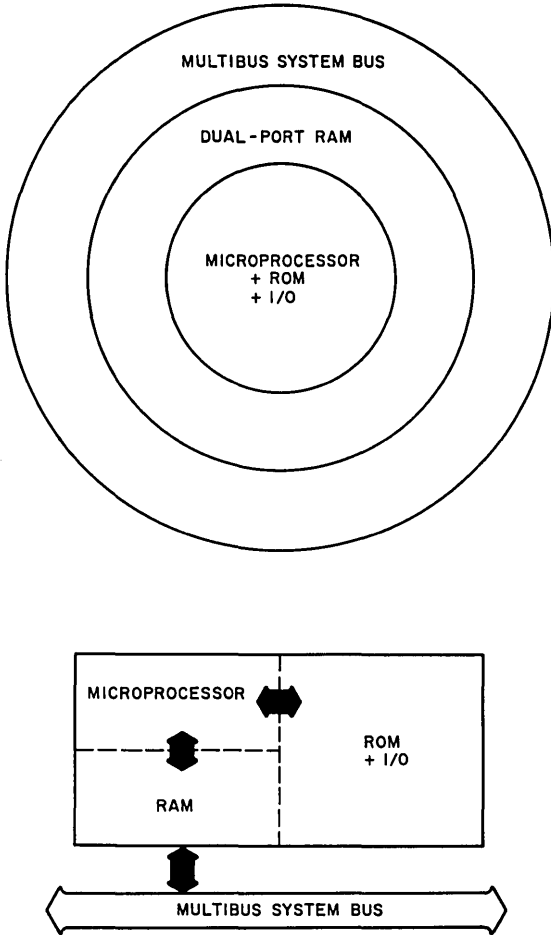 MULTIBUS SYSTEM BUS
DUAL-PORT RAM
MICROPROCESSOR
+ ROM
+ I/O
MICROPROCESSOR
ROM
+ I/O
RAM
MULTIBUS SYSTEM BUS